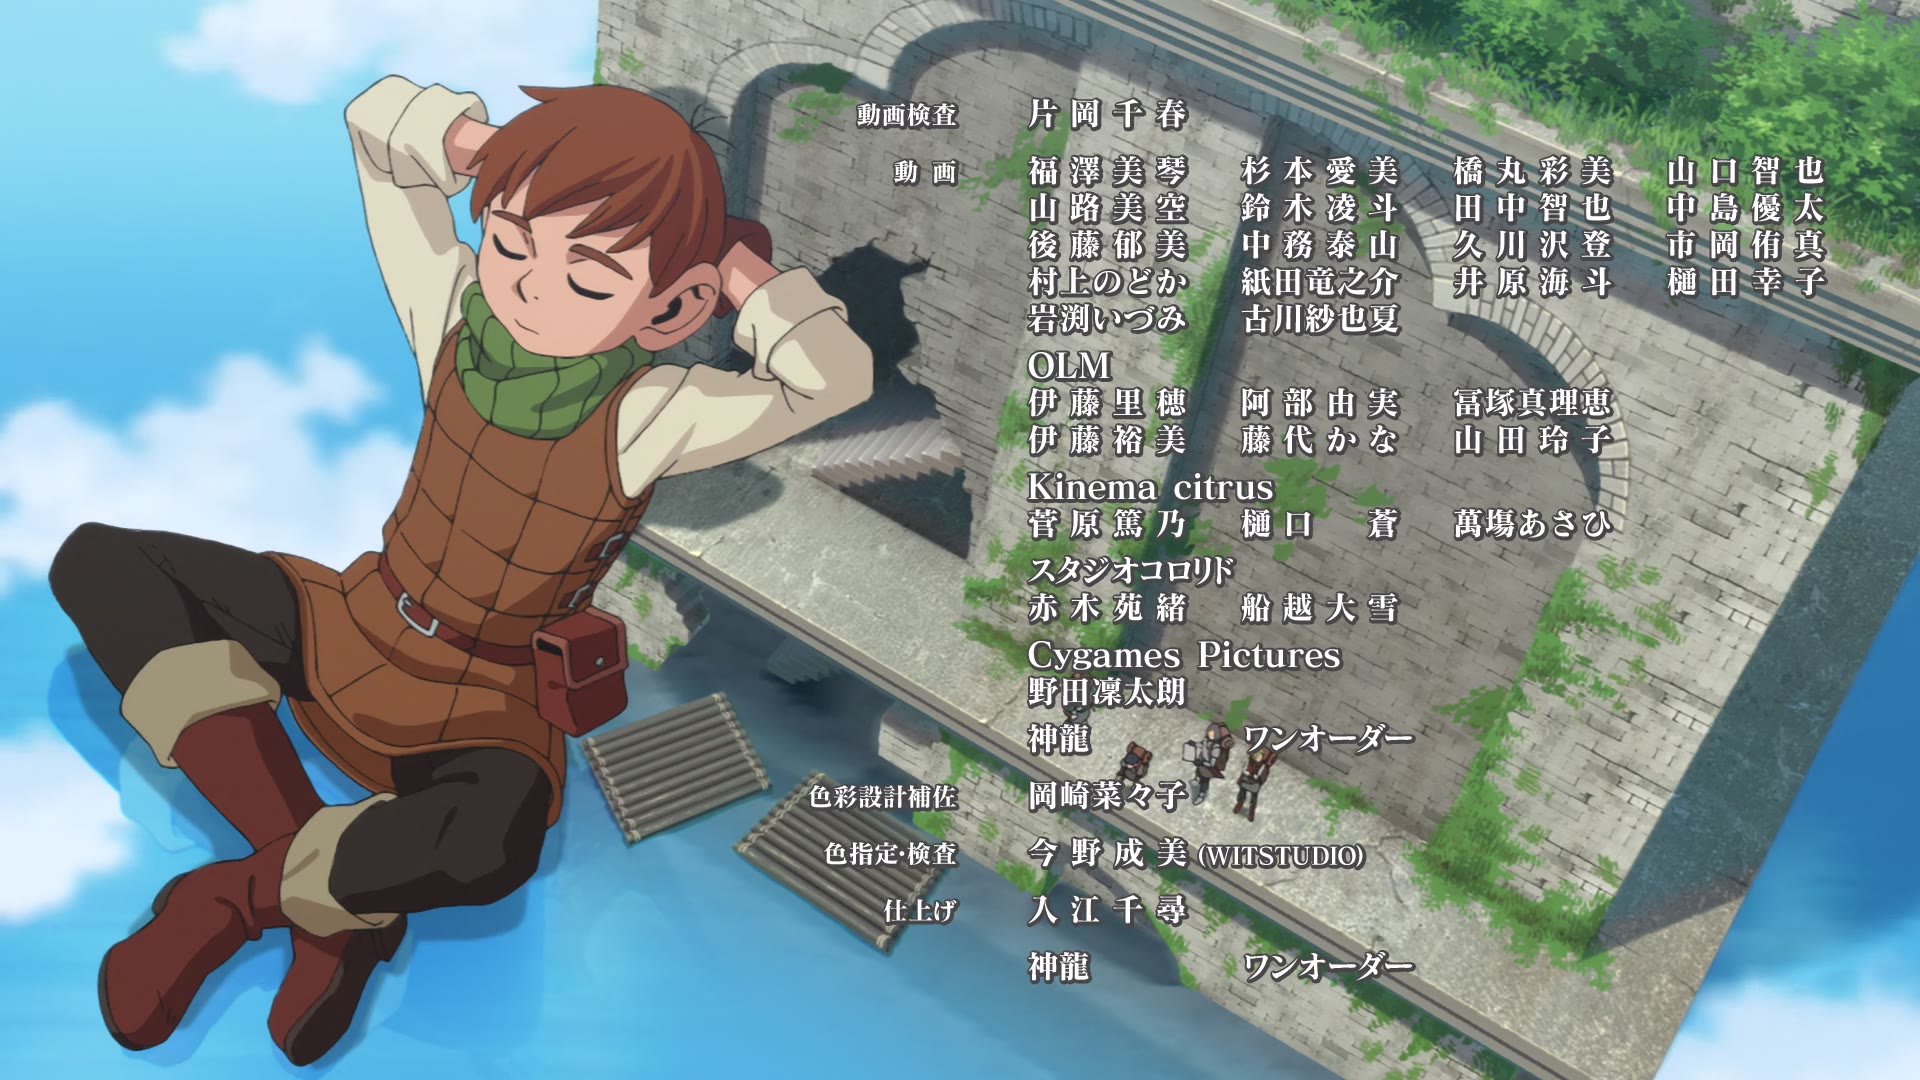 動画検査 片岡千春
動画 福澤美琴 杉本愛美 橋丸彩美 山口智也
山路美空 鈴木凌斗 田中智也 中島優太
後藤郁美 中務泰山 久川沢登 市岡侑真
村上のどか 紙田竜之介 井原海斗 樋田幸子
岩渕いづみ 古川紗也夏
OLM
伊藤里穂 阿部由実 冨塚真理恵
伊藤裕美 藤代かな 山田玲子
Kinema citrus
菅原篤乃 樋口蒼 萬塲あさひ
スタジオコロリド
赤木苑緒 船越大雪
Cygames Pictures
野田凜太朗
神龍 ワンオーダー
色彩設計補佐 岡崎菜々子
色指定・検査 今野成美(WITSTUDIO)
仕上げ 入江千尋
神龍 ワンオーダー